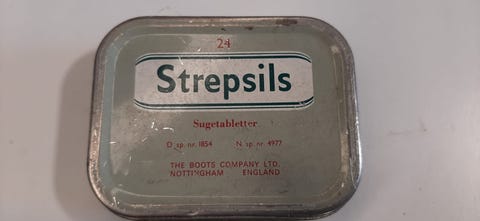 24
Strepsils
Sugetabletter
D sp. nr. 1854 N sp. nr 4977
THE BOOTS COMPANY LTD.
NOTTINGHAM ENGLAND